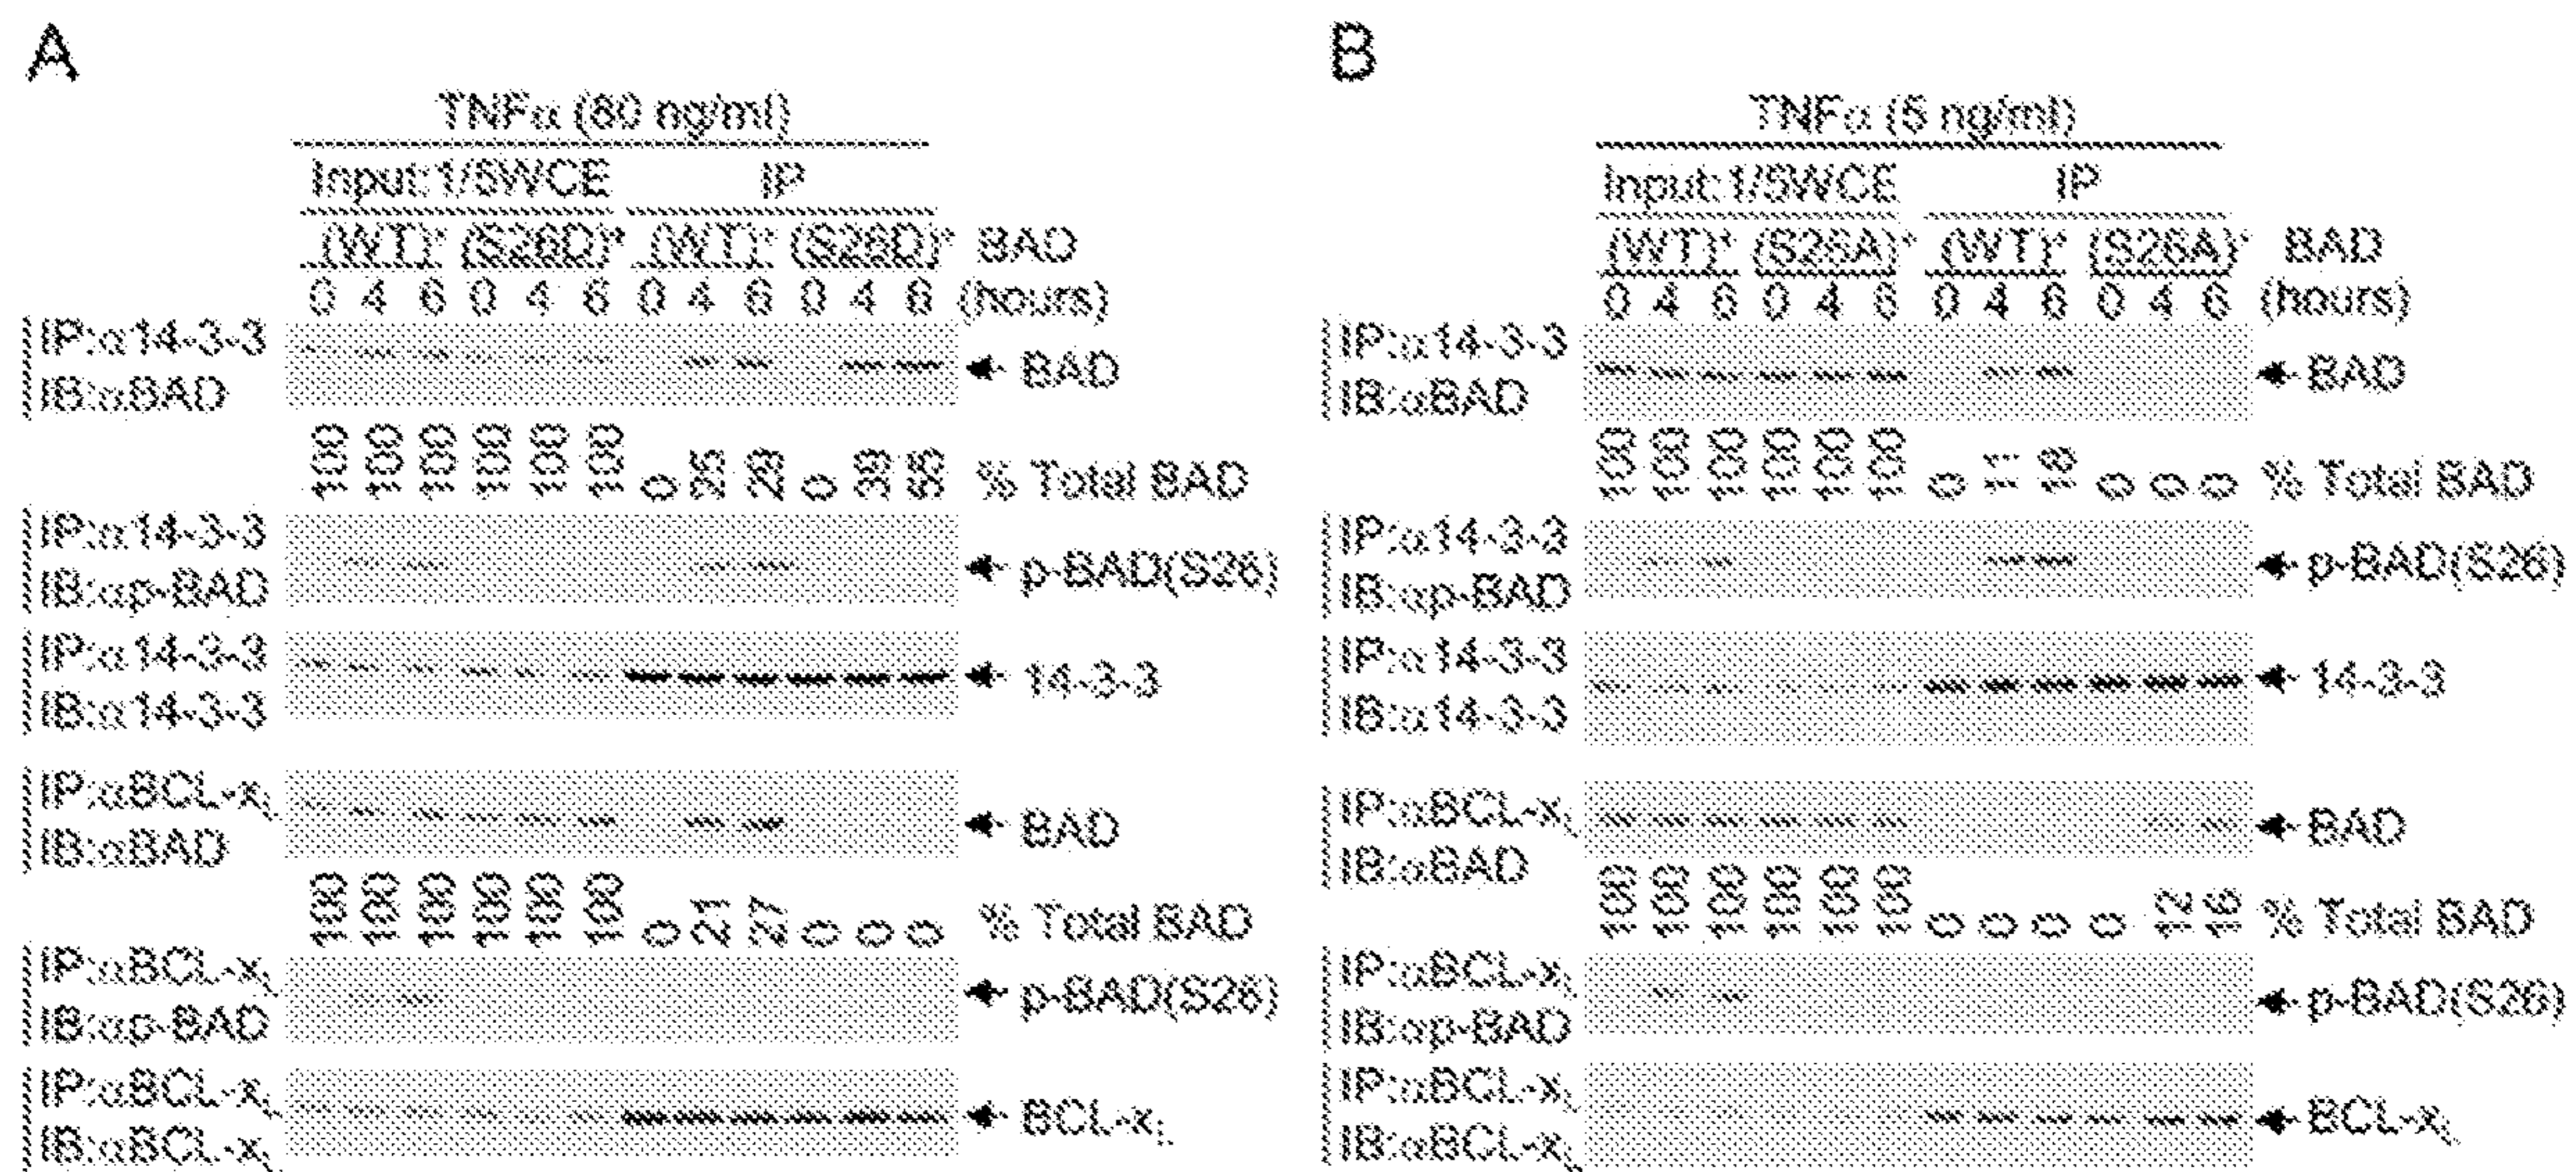 A
TNFα (80 ng/ml)
Input:1/5WCE IP
(WT)* (S26D)* (WT)* (S26D)* BAD
0 4 6 0 4 6 0 4 6 0 4 6 (hours)
IP:α14-3-3
IB:αBAD
BAD
100 100 100 100 100 100 0 25 0 39 55 % Total BAD
IP:α14-3-3
IB:αp-BAD
p-BAD(S26)
IP:α14-3-3
IB:α14-3-3
14-3-3
IP:αBCL-xL
IB:αBAD
BAD
100 100 100 100 100 100 0 21 27 0 0 0 % Total BAD
IP:αBCL-xL
IB:αp-BAD
p-BAD(S26)
IP:αBCL-xL
IB:αBCL-xL
BCL-xL
B
TNFα (5 ng/ml)
Input:1/5WCE IP
(WT)* (S26A)* (WT)* (S26A)* BAD
0 4 6 0 4 6 0 4 6 0 4 6 (hours)
IP:α14-3-3
IB:αBAD
BAD
100 100 100 100 100 100 0 11 0 0 0 % Total BAD
IP:α14-3-3
IB:αp-BAD
p-BAD(S26)
IP:α14-3-3
IB:α14-3-3
14-3-3
IP:αBCL-xL
IB:αBAD
BAD
100 100 100 100 100 100 0 0 0 0 12 16 % Total BAD
IP:αBCL-xL
IB:αp-BAD
p-BAD(S26)
IP:αBCL-xL
IB:αBCL-xL
BCL-xL